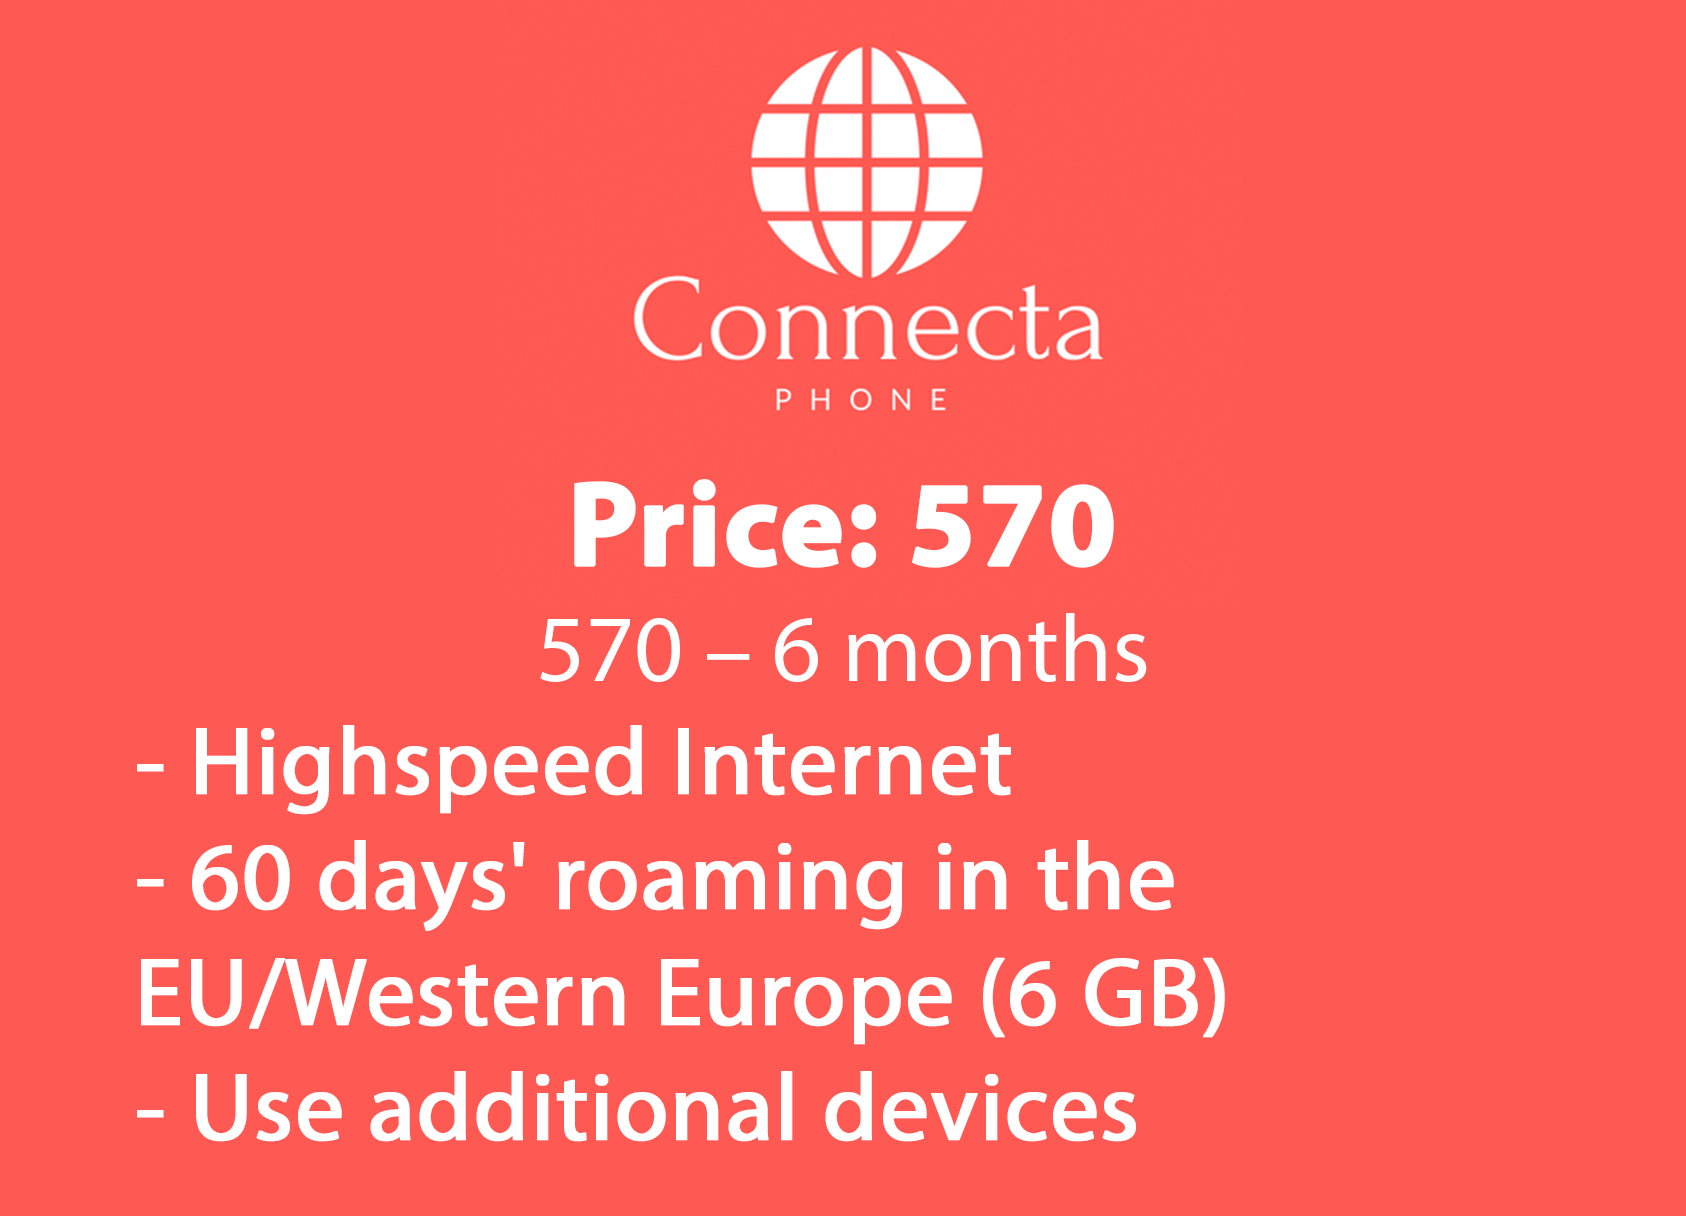 Connecta
PHONE
Price: 570
570 – 6 months
- Highspeed Internet
- 60 days' roaming in the
EU/Western Europe (6 GB)
- Use additional devices